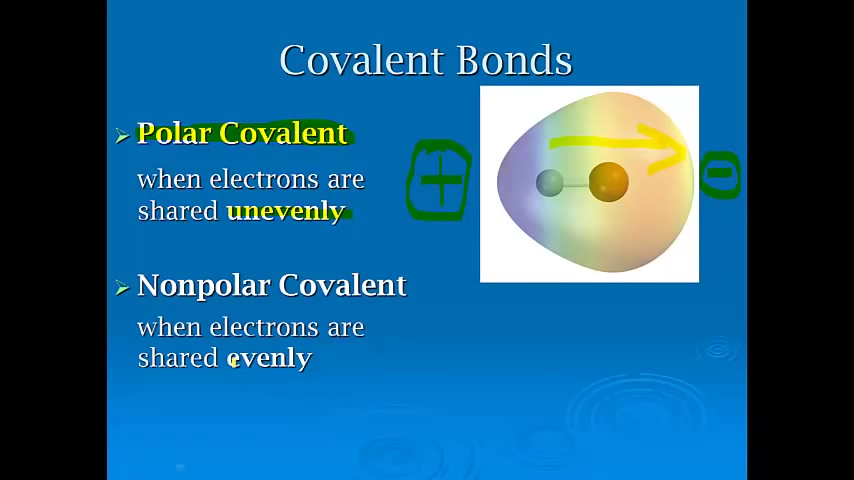 Covalent Bonds
Polar Covalent
when electrons are
shared unevenly
+
-
Nonpolar Covalent
when electrons are
shared evenly